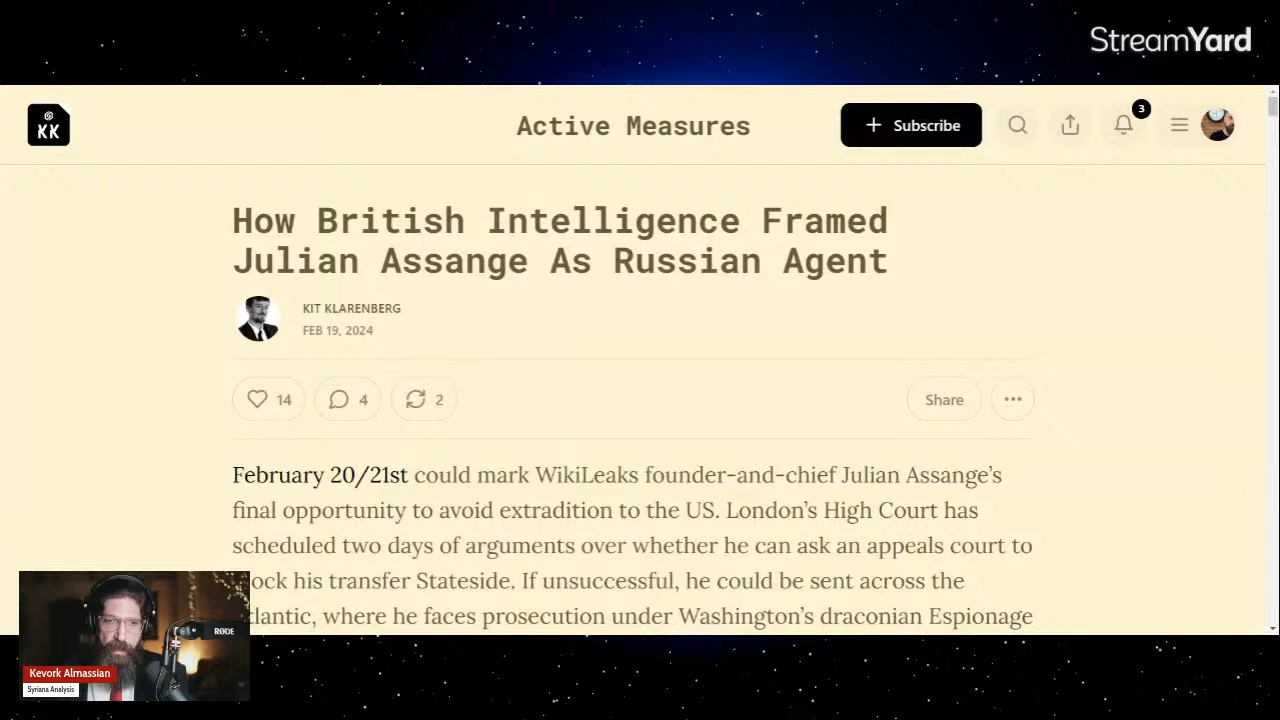 StreamYard
KK
Active Measures
Subscribe
3
How British Intelligence Framed
Julian Assange As Russian Agent
KIT KLARENBERG
FEB 19, 2024
14
4
2
Share
February 20/21st could mark WikiLeaks founder-and-chief Julian Assange’s
final opportunity to avoid extradition to the US. London’s High Court has
scheduled two days of arguments over whether he can ask an appeals court to
ock his transfer Stateside. If unsuccessful, he could be sent across the
tlantic, where he faces prosecution under Washington’s draconian Espionage
RØDE
Kevork Almassian
Syriana Analysis